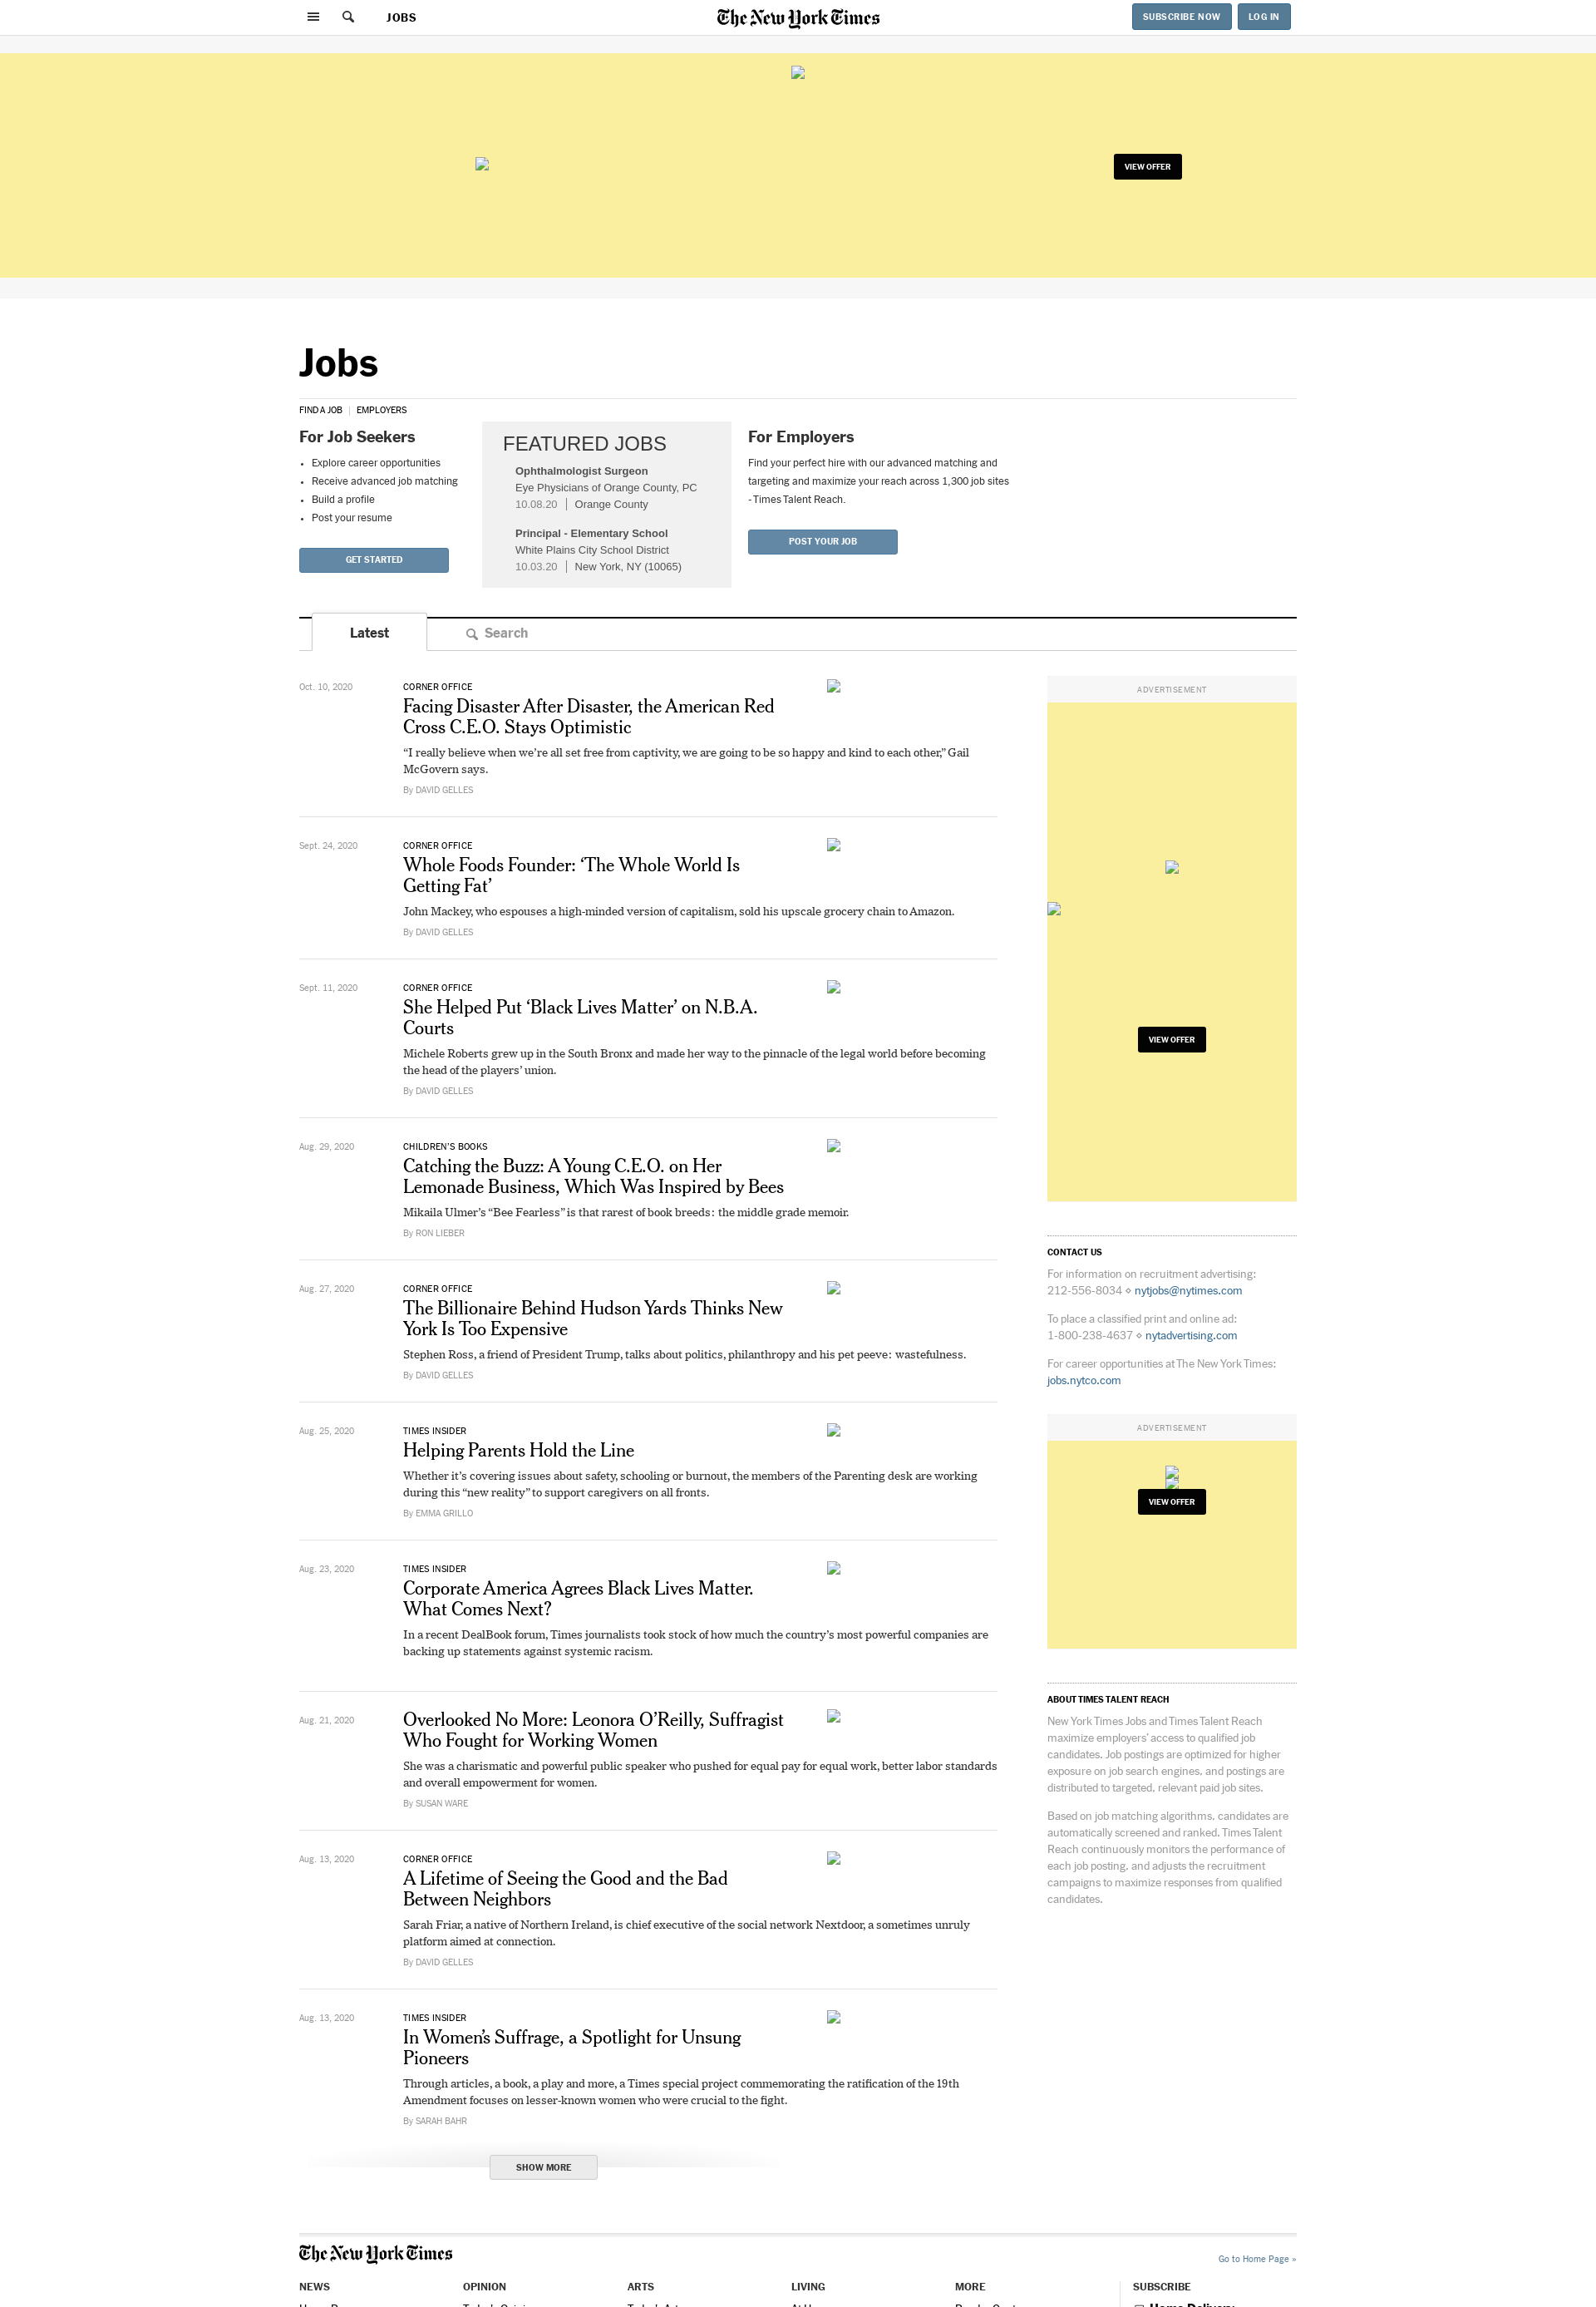 JOBS
The New York Times
SUBSCRIBE NOW
LOG IN
VIEW OFFER
Jobs
FIND A JOB
EMPLOYERS
For Job Seekers
• Explore career opportunities
• Receive advanced job matching
• Build a profile
• Post your resume
GET STARTED
FEATURED JOBS
Ophthalmologist Surgeon
Eye Physicians of Orange County, PC
10.08.20 | Orange County
Principal - Elementary School
White Plains City School District
10.03.20 | New York, NY (10065)
For Employers
Find your perfect hire with our advanced matching and
targeting and maximize your reach across 1,300 job sites
- Times Talent Reach.
POST YOUR JOB
Latest
Search
Oct. 10, 2020
CORNER OFFICE
Facing Disaster After Disaster, the American Red
Cross C.E.O. Stays Optimistic
“I really believe when we’re all set free from captivity, we are going to be so happy and kind to each other,” Gail
McGovern says.
By DAVID GELLES
Sept. 24, 2020
CORNER OFFICE
Whole Foods Founder: ‘The Whole World Is
Getting Fat’
John Mackey, who espouses a high-minded version of capitalism, sold his upscale grocery chain to Amazon.
By DAVID GELLES
Sept. 11, 2020
CORNER OFFICE
She Helped Put ‘Black Lives Matter’ on N.B.A.
Courts
Michele Roberts grew up in the South Bronx and made her way to the pinnacle of the legal world before becoming
the head of the players’ union.
By DAVID GELLES
Aug. 29, 2020
CHILDREN’S BOOKS
Catching the Buzz: A Young C.E.O. on Her
Lemonade Business, Which Was Inspired by Bees
Mikaila Ulmer’s “Bee Fearless” is that rarest of book breeds: the middle grade memoir.
By RON LIEBER
Aug. 27, 2020
CORNER OFFICE
The Billionaire Behind Hudson Yards Thinks New
York Is Too Expensive
Stephen Ross, a friend of President Trump, talks about politics, philanthropy and his pet peeve: wastefulness.
By DAVID GELLES
Aug. 25, 2020
TIMES INSIDER
Helping Parents Hold the Line
Whether it’s covering issues about safety, schooling or burnout, the members of the Parenting desk are working
during this “new reality” to support caregivers on all fronts.
By EMMA GRILLO
Aug. 23, 2020
TIMES INSIDER
Corporate America Agrees Black Lives Matter.
What Comes Next?
In a recent DealBook forum, Times journalists took stock of how much the country’s most powerful companies are
backing up statements against systemic racism.
Aug. 21, 2020
Overlooked No More: Leonora O’Reilly, Suffragist
Who Fought for Working Women
She was a charismatic and powerful public speaker who pushed for equal pay for equal work, better labor standards
and overall empowerment for women.
By SUSAN WARE
Aug. 13, 2020
CORNER OFFICE
A Lifetime of Seeing the Good and the Bad
Between Neighbors
Sarah Friar, a native of Northern Ireland, is chief executive of the social network Nextdoor, a sometimes unruly
platform aimed at connection.
By DAVID GELLES
Aug. 13, 2020
TIMES INSIDER
In Women’s Suffrage, a Spotlight for Unsung
Pioneers
Through articles, a book, a play and more, a Times special project commemorating the ratification of the 19th
Amendment focuses on lesser-known women who were crucial to the fight.
By SARAH BAHR
SHOW MORE
ADVERTISEMENT
VIEW OFFER
CONTACT US
For information on recruitment advertising:
212-556-8034 ⋄ nytjobs@nytimes.com
To place a classified print and online ad:
1-800-238-4637 ⋄ nytadvertising.com
For career opportunities at The New York Times:
jobs.nytco.com
ADVERTISEMENT
VIEW OFFER
ABOUT TIMES TALENT REACH
New York Times Jobs and Times Talent Reach
maximize employers’ access to qualified job
candidates. Job postings are optimized for higher
exposure on job search engines, and postings are
distributed to targeted, relevant paid job sites.
Based on job matching algorithms, candidates are
automatically screened and ranked. Times Talent
Reach continuously monitors the performance of
each job posting, and adjusts the recruitment
campaigns to maximize responses from qualified
candidates.
The New York Times
Go to Home Page »
NEWS
OPINION
ARTS
LIVING
MORE
SUBSCRIBE